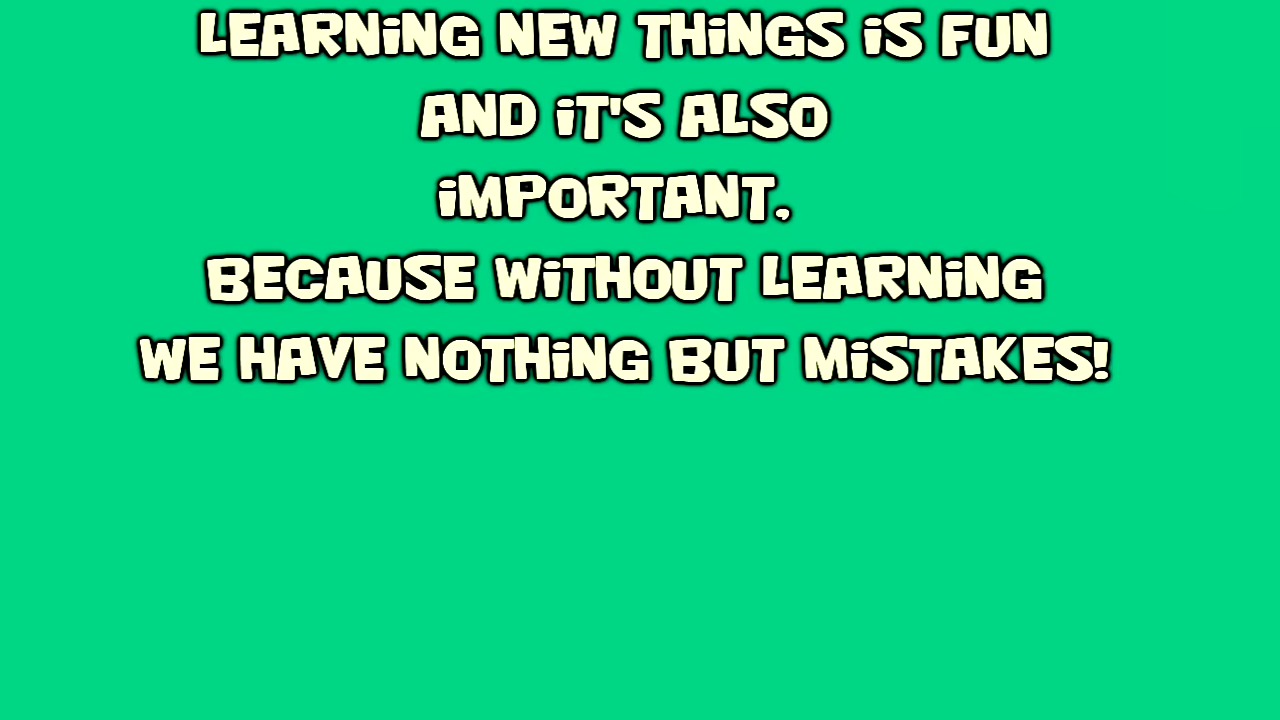 LEARNiNG NEW THiNGS iS FUN
AND iT'S ALSO
iMPORTANT.
BECAUSE WiTHOUT LEARNiNG
WE HAVE NOTHiNG BUT MiSTAKES!